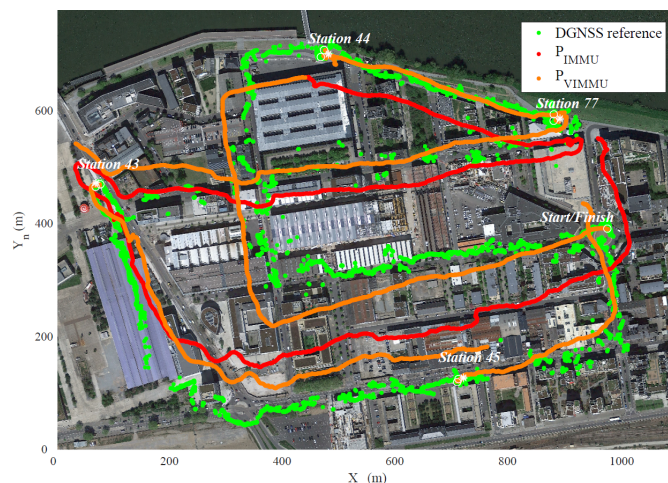 Station 44
DGNSS reference
P_IMMU
P_VIMMU
Station 77
Station 43
Start/Finish
Station 45
600
400
200
0
0
200
400
600
800
1000
Y_n (m)
X (m)